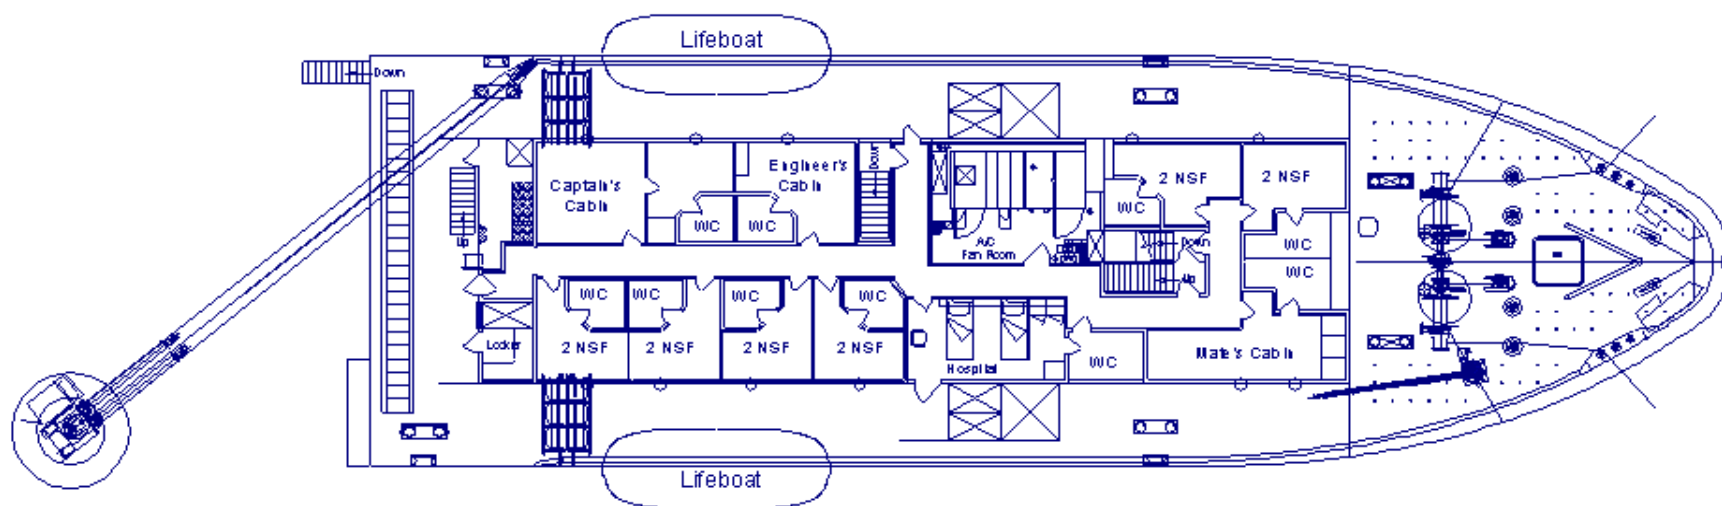 Lifeboat
Down
Captain's
Cabin
Engineer's
Cabin
Down
2 NSF
2 NSF
WC
WC
WC
Up
A/C
Fan Room
Down
WC
WC
Up
WC
WC
WC
WC
Locker
2 NSF
2 NSF
2 NSF
2 NSF
Hospital
WC
Mate's Cabin
Lifeboat